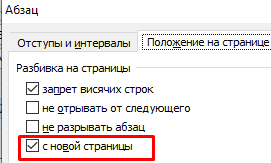 Абзац
Отступы и интервалы Положение на странице
Разбивка на страницы
запрет висячих строк
не отрывать от следующего
не разрывать абзац
с новой страницы